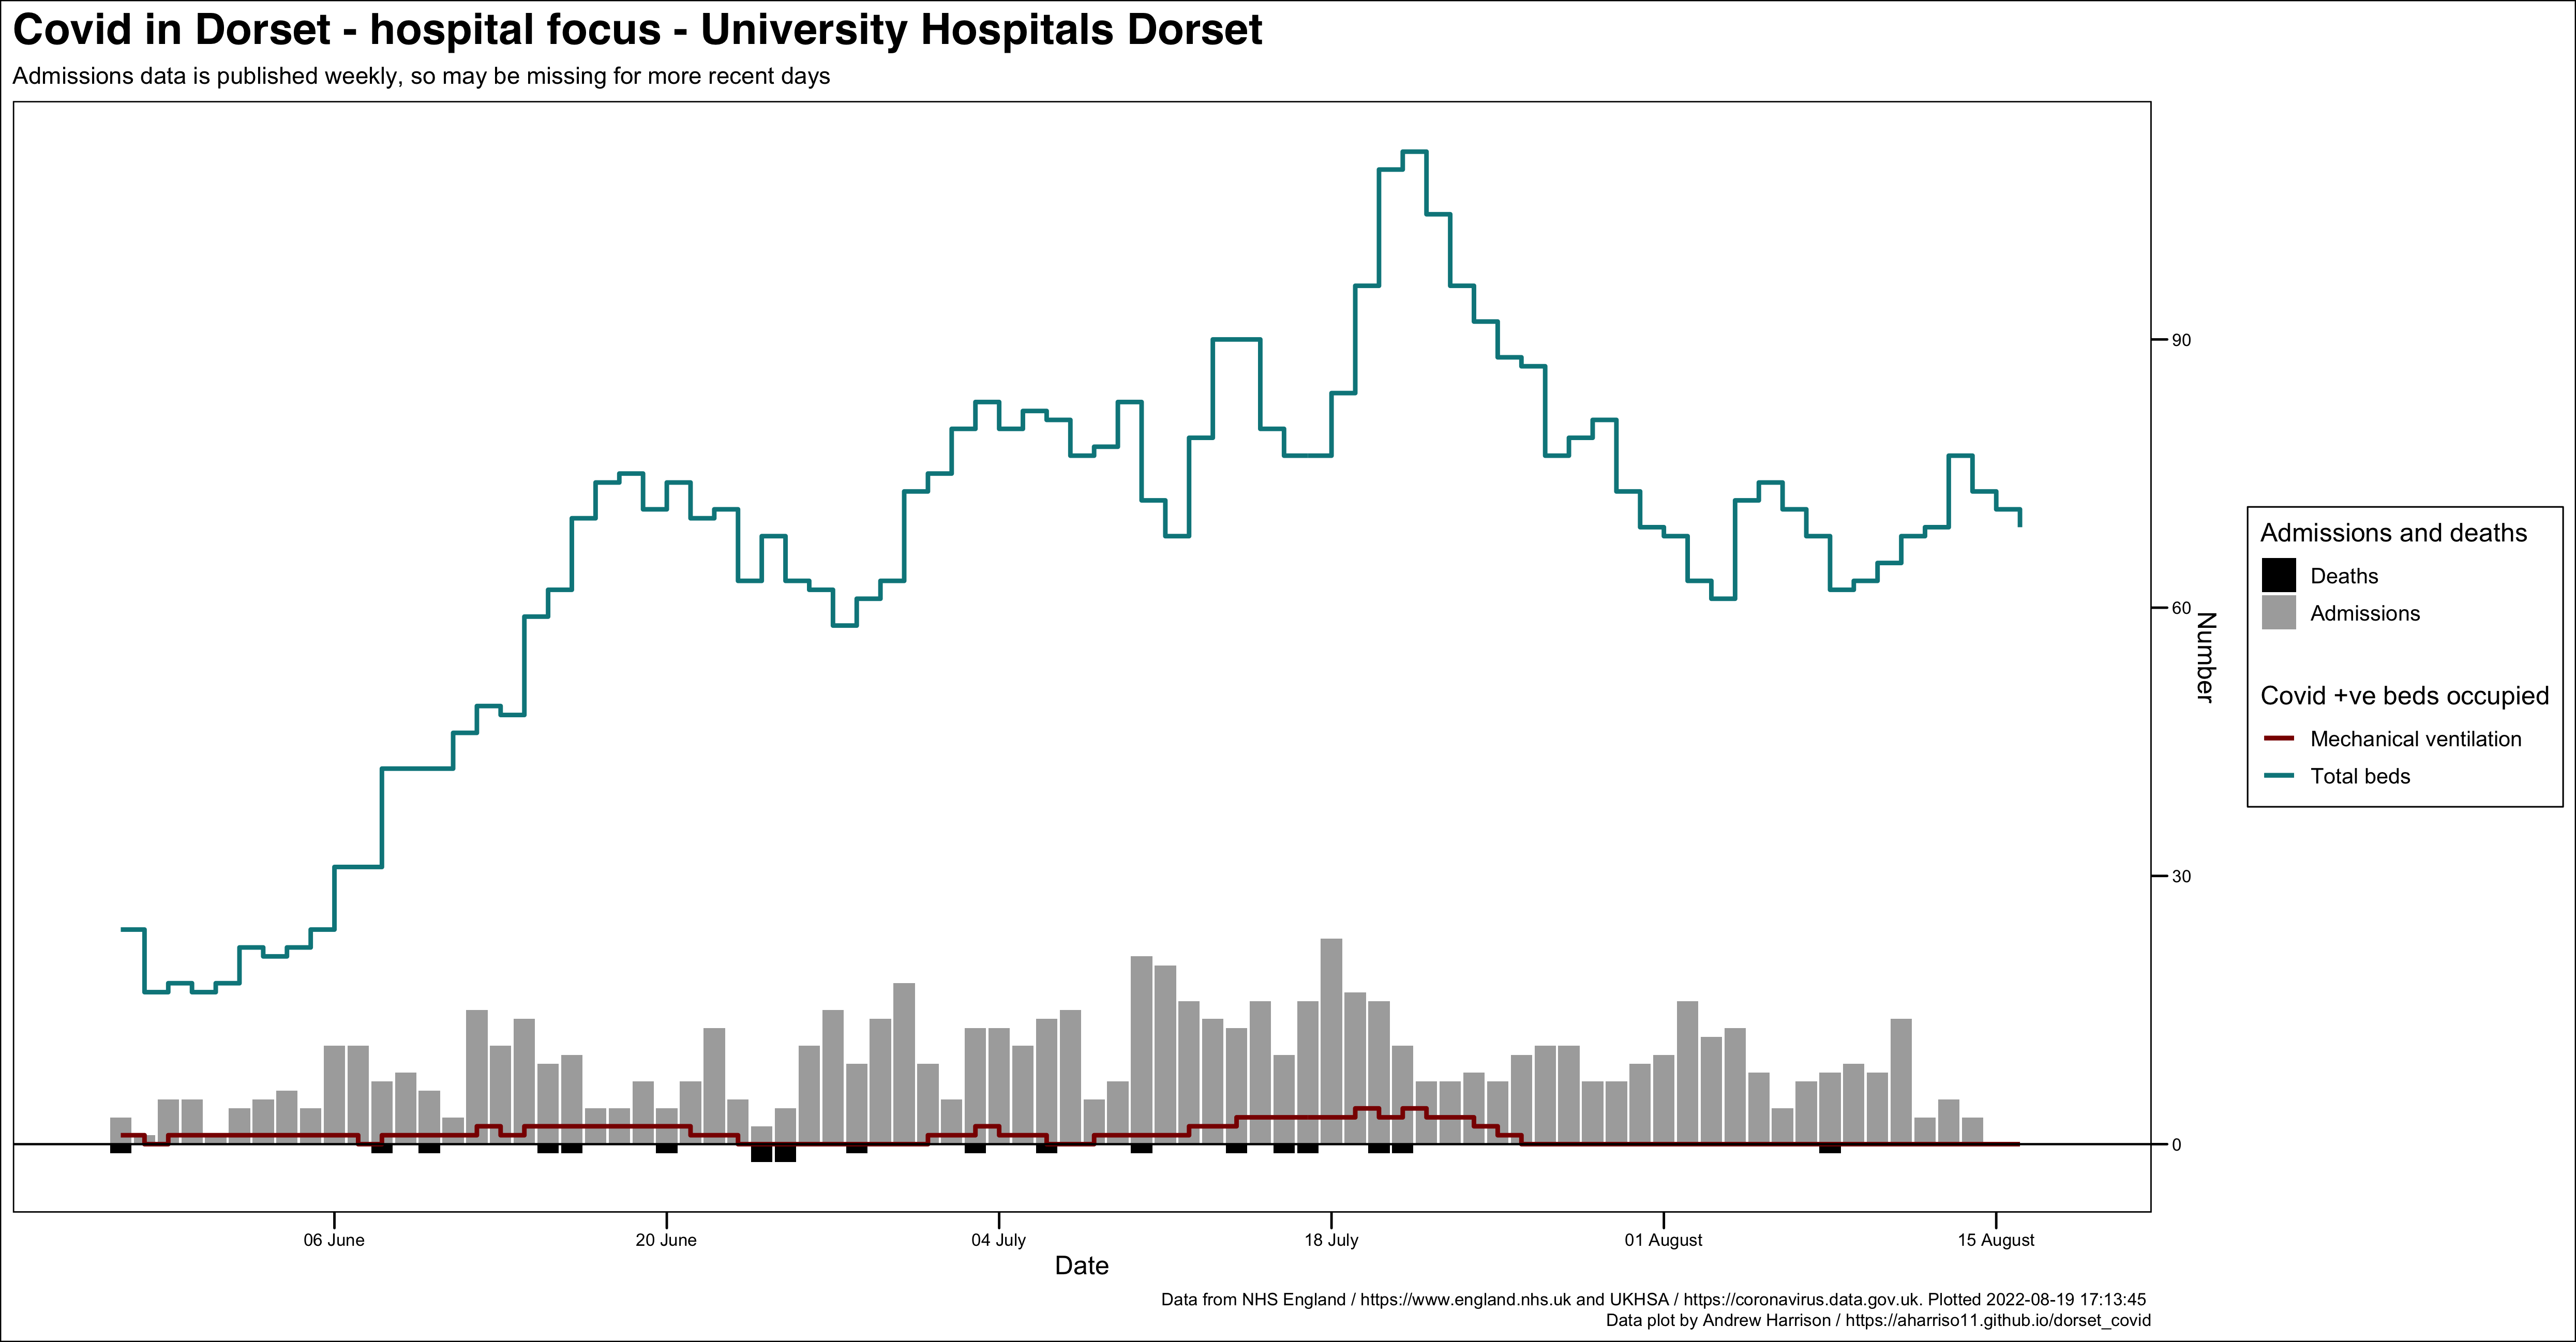 Covid in Dorset - hospital focus - University Hospitals Dorset
Admissions data is published weekly, so may be missing for more recent days
90
60
30
0
Number
Admissions and deaths
Deaths
Admissions
Covid +ve beds occupied
Mechanical ventilation
Total beds
06 June
20 June
04 July
18 July
01 August
15 August
Date
Data from NHS England / https://www.england.nhs.uk and UKHSA / https://coronavirus.data.gov.uk. Plotted 2022-08-19 17:13:45
Data plot by Andrew Harrison / https://aharriso11.github.io/dorset_covid